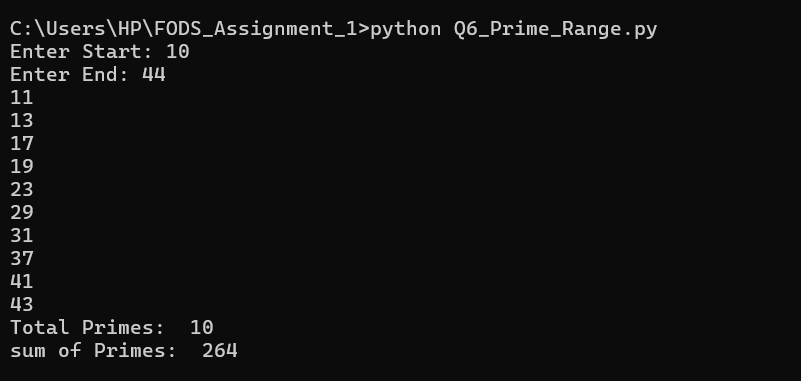 C:\Users\HP\FODS_Assignment_1>python Q6_Prime_Range.py
Enter Start: 10
Enter End: 44
11
13
17
19
23
29
31
37
41
43
Total Primes:  10
sum of Primes:  264